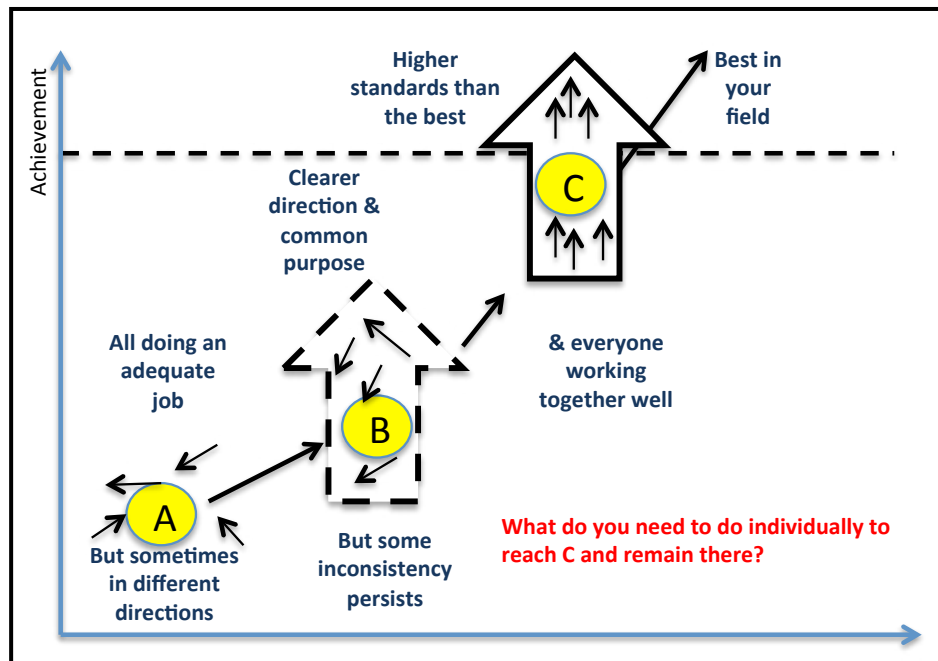 Achievement
Higher
standards than
the best
Best in
your
field
Clearer
direction &
common
purpose
C
All doing an
adequate
job
& everyone
working
together well
B
A
But sometimes
in different
directions
But some
inconsistency
persists
What do you need to do individually to
reach C and remain there?